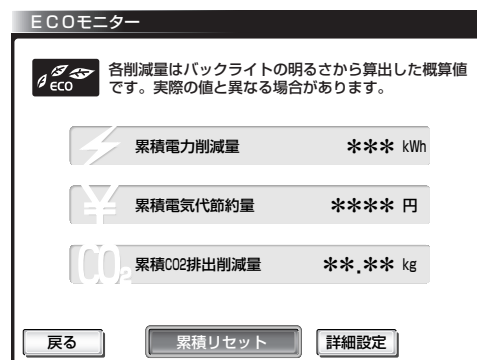 ECOモニター
ECO
各削減量はバックライトの明るさから算出した概算値
です。実際の値と異なる場合があります。
累積電力削減量 ＊＊＊ kWh
¥ 累積電気代節約量 ＊＊＊＊ 円
CO2 累積CO2排出削減量 ＊＊.＊＊ kg
戻る 累積リセット 詳細設定